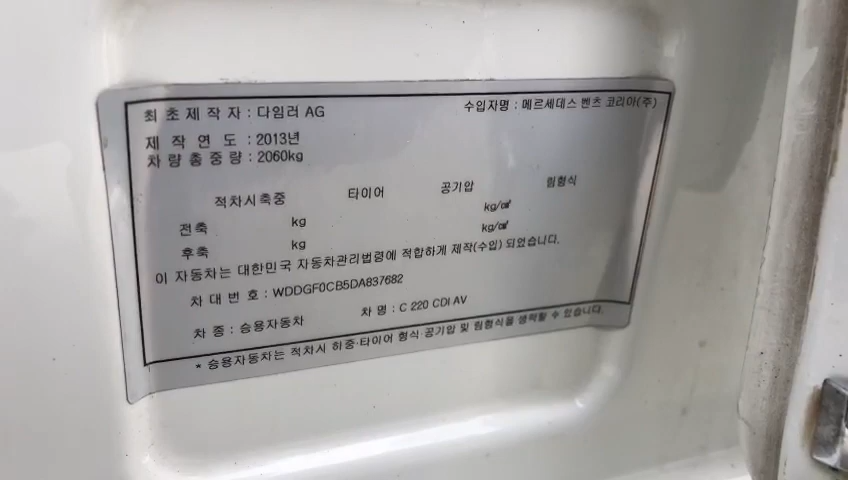 최초제작자 : 다임러 AG 수입자명 : 메르세데스 벤츠 코리아(주)
제 작 연 도 : 2013년
차량총중량 : 2060kg
적차시축중 타이어 공기압 림형식
전축 kg kg/㎠
후축 kg kg/㎠
이 자동차는 대한민국 자동차관리법령에 적합하게 제작(수입) 되었습니다.
차 대 번 호 : WDDGF0CB5DA837682
차 종 : 승용자동차 차 명 : C 220 CDI AV
* 승용자동차는 적차시 하중·타이어 형식·공기압 및 림형식을 생략할 수 있습니다.